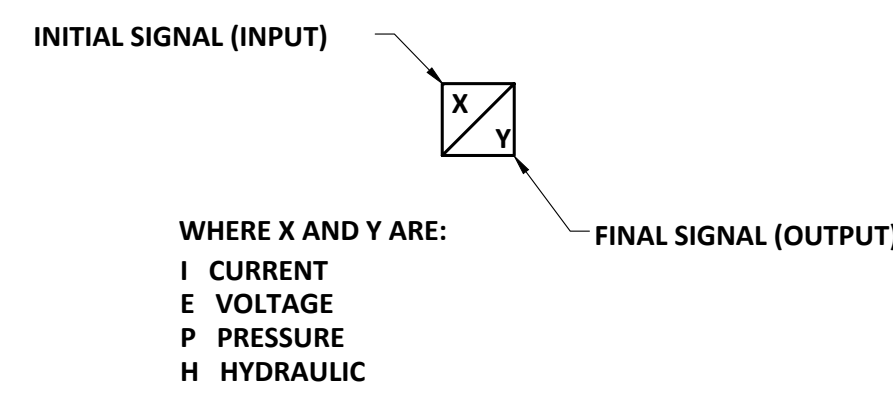 INITIAL SIGNAL (INPUT)
X
Y
WHERE X AND Y ARE:
FINAL SIGNAL (OUTPUT)
I CURRENT
E VOLTAGE
P PRESSURE
H HYDRAULIC